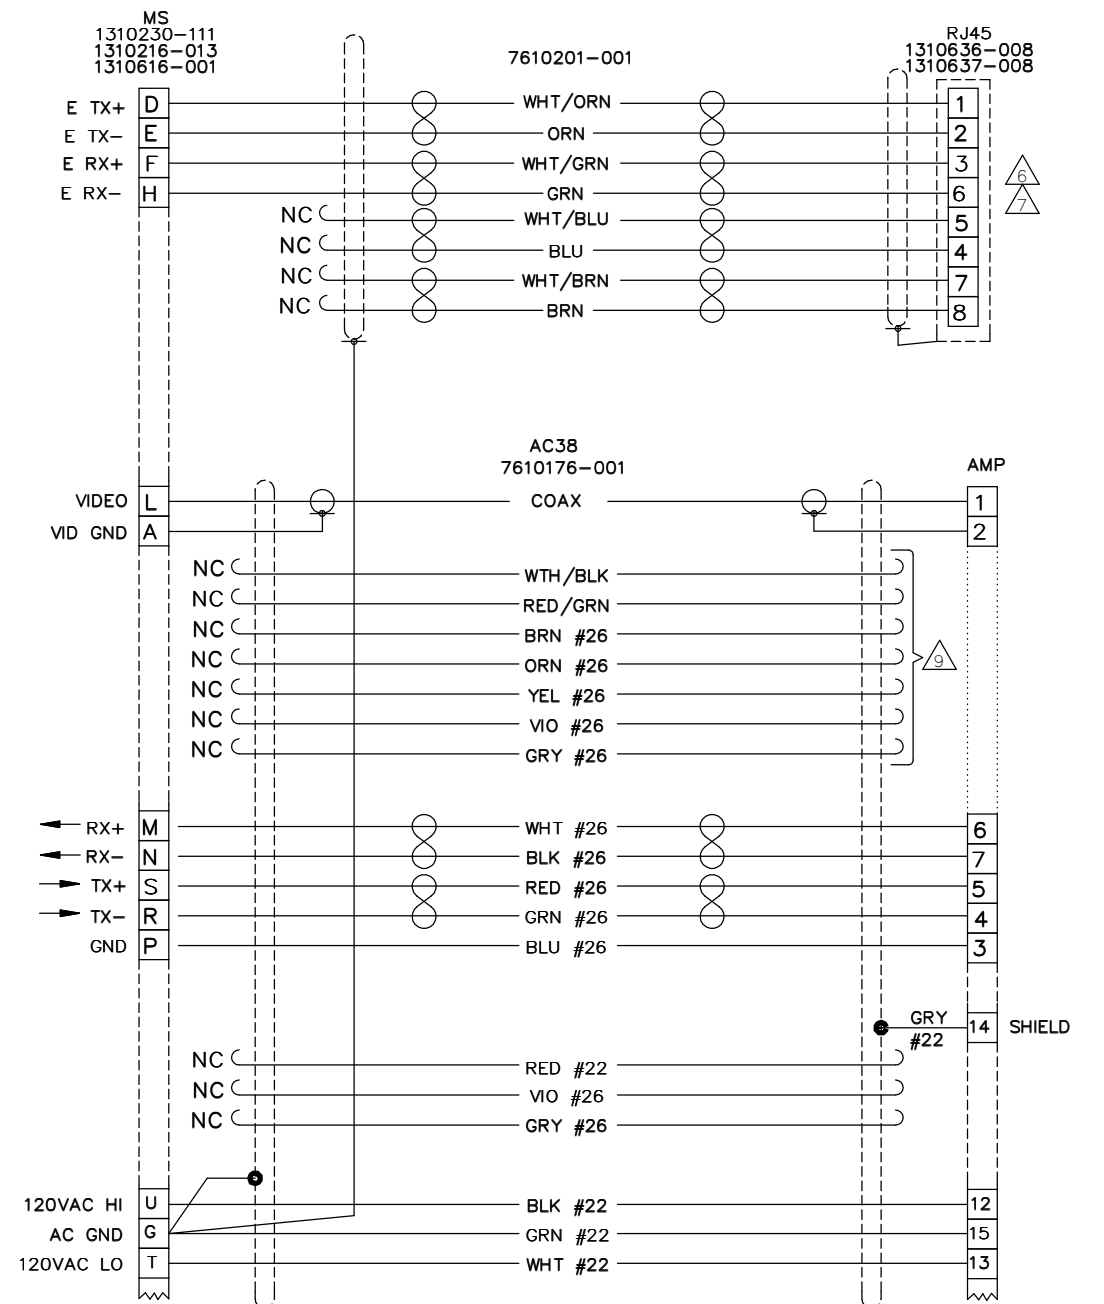 MS
1310230-111
1310216-013
1310616-001
7610201-001
RJ45
1310636-008
1310637-008
E TX+ D WHT/ORN 1
E TX- E ORN 2
E RX+ F WHT/GRN 3
E RX- H GRN 6
6
7
NC WHT/BLU 5
NC BLU 4
NC WHT/BRN 7
NC BRN 8
AC38
7610176-001
AMP
VIDEO L COAX 1
VID GND A 2
NC WTH/BLK
NC RED/GRN
NC BRN #26
NC ORN #26
9
NC YEL #26
NC VIO #26
NC GRY #26
RX+ M WHT #26 6
RX- N BLK #26 7
TX+ S RED #26 5
TX- R GRN #26 4
GND P BLU #26 3
GRY
#22
14 SHIELD
NC RED #22
NC VIO #26
NC GRY #26
120VAC HI U BLK #22 12
AC GND G GRN #22 15
120VAC LO T WHT #22 13